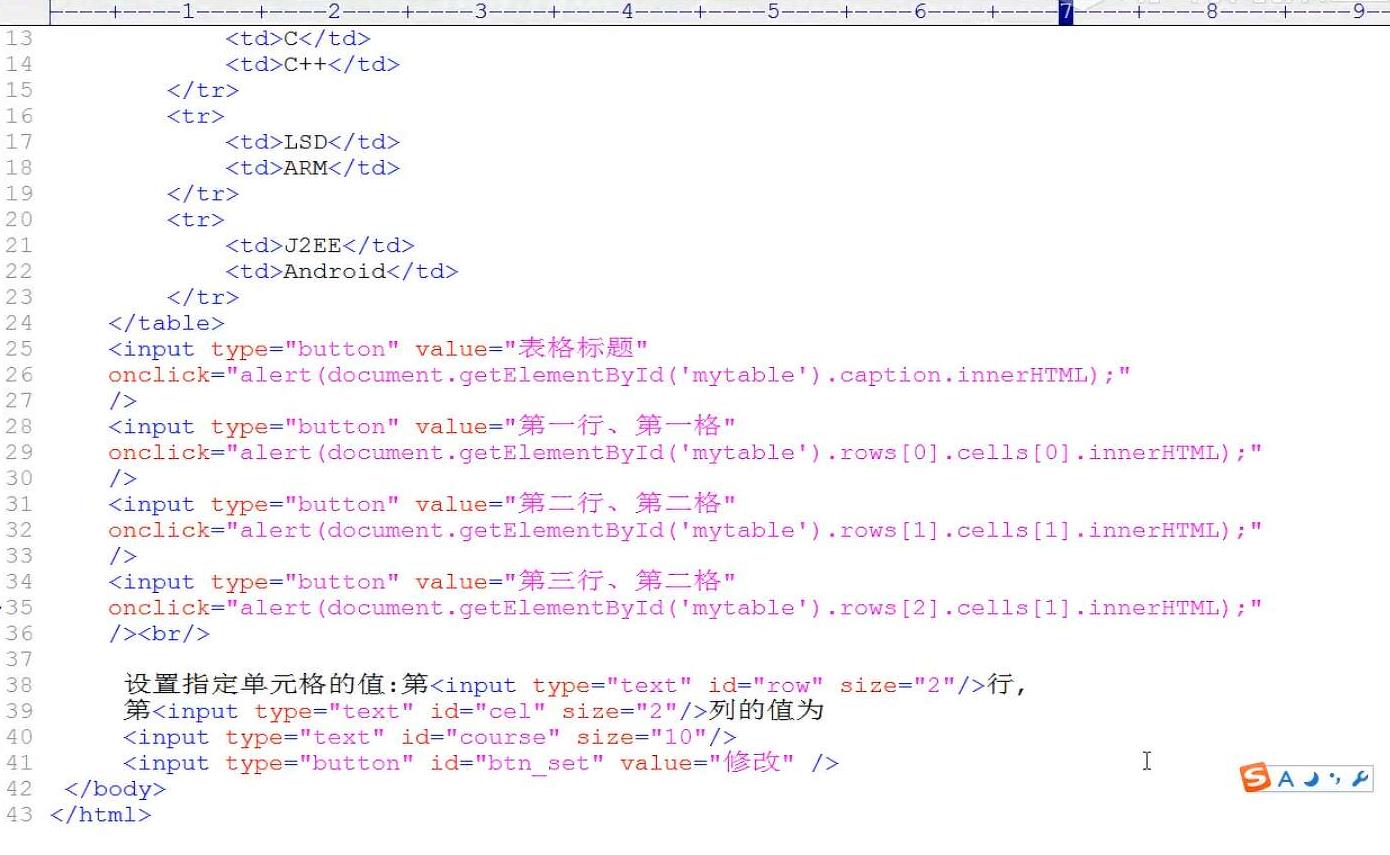 ----+----1----+----2----+----3----+----4----+----5----+----6----+----7----+----8----+----9--
13 <td>C</td>
14 <td>C++</td>
15 </tr>
16 <tr>
17 <td>LSD</td>
18 <td>ARM</td>
19 </tr>
20 <tr>
21 <td>J2EE</td>
22 <td>Android</td>
23 </tr>
24 </table>
25 <input type="button" value="表格标题"
26 onclick="alert(document.getElementById('mytable').caption.innerHTML);"
27 />
28 <input type="button" value="第一行、第一格"
29 onclick="alert(document.getElementById('mytable').rows[0].cells[0].innerHTML);"
30 />
31 <input type="button" value="第二行、第二格"
32 onclick="alert(document.getElementById('mytable').rows[1].cells[1].innerHTML);"
33 />
34 <input type="button" value="第三行、第二格"
35 onclick="alert(document.getElementById('mytable').rows[2].cells[1].innerHTML);"
36 /><br/>
37
38 设置指定单元格的值:第<input type="text" id="row" size="2"/>行,
39 第<input type="text" id="cel" size="2"/>列的值为
40 <input type="text" id="course" size="10"/>
41 <input type="button" id="btn_set" value="修改" />
42 </body>
43 </html>
S A